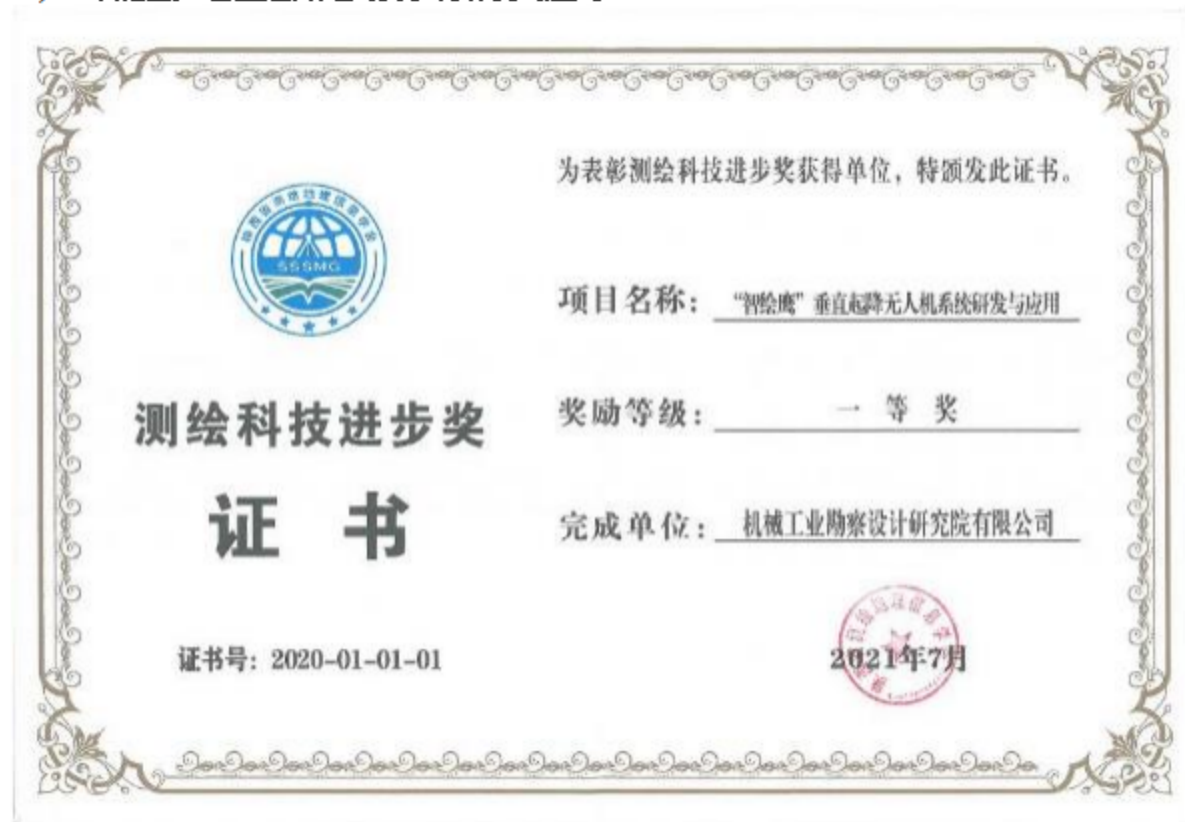 为表彰测绘科技进步奖获得单位，特颁发此证书。
SSSMG
项目名称：“智绘鹰”垂直起降无人机系统研发与应用
测绘科技进步奖
奖励等级：一等奖
证书
完成单位：机械工业勘察设计研究院有限公司
证书号：2020-01-01-01
2021年7月